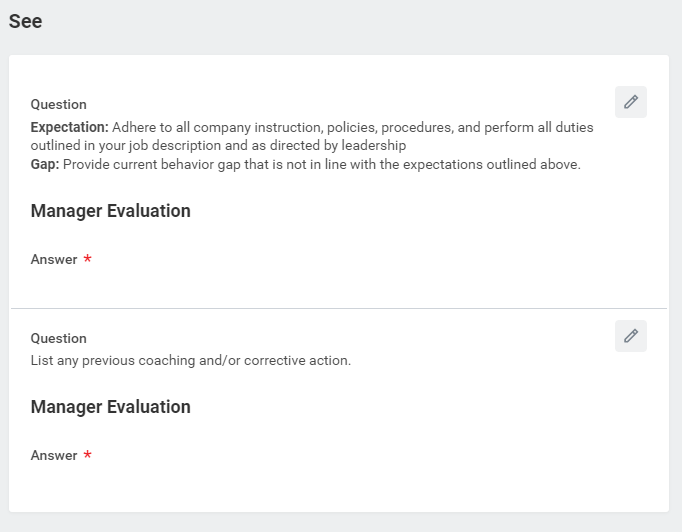 See
Question
Expectation: Adhere to all company instruction, policies, procedures, and perform all duties
outlined in your job description and as directed by leadership
Gap: Provide current behavior gap that is not in line with the expectations outlined above.
Manager Evaluation
Answer *
Question
List any previous coaching and/or corrective action.
Manager Evaluation
Answer *